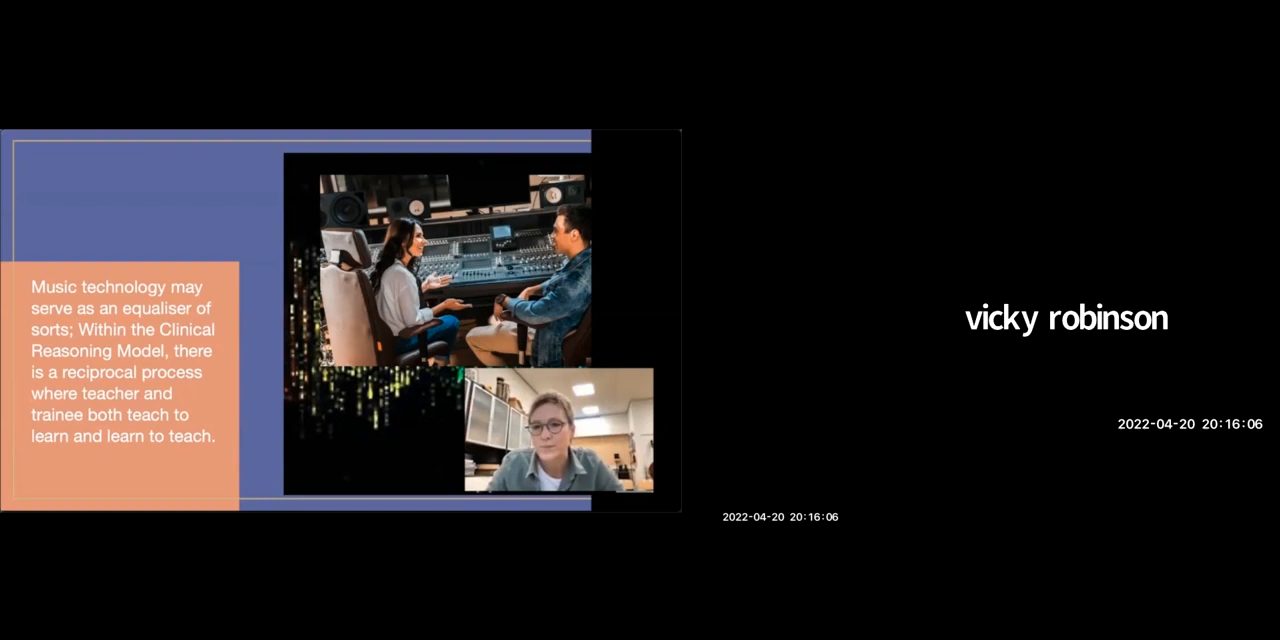 Music technology may
serve as an equaliser of
sorts; Within the Clinical
Reasoning Model, there
is a reciprocal process
where teacher and
trainee both teach to
learn and learn to teach.
vicky robinson
2022-04-20 20:16:06
2022-04-20 20:16:06